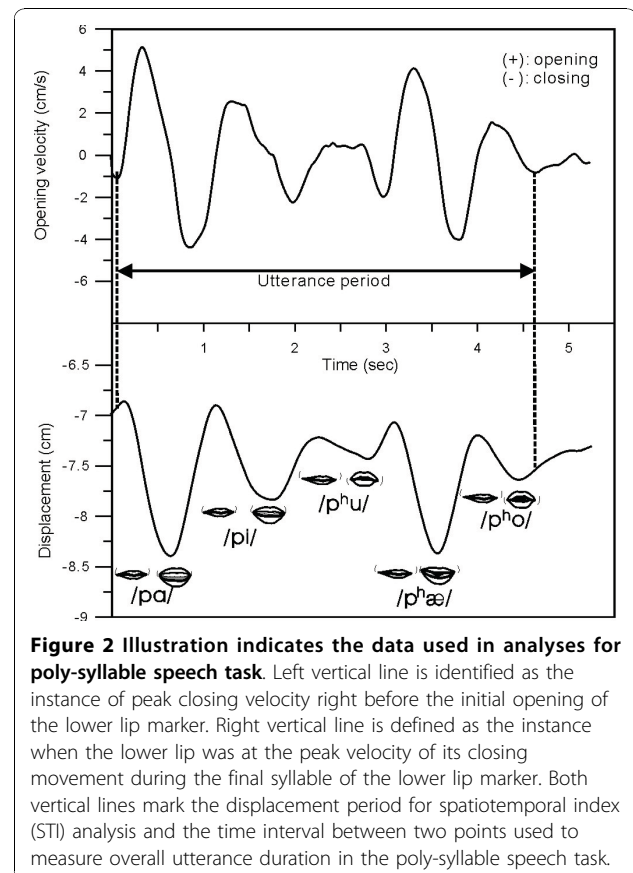 6
4
2
0
-2
-4
-6
Opening velocity (cm/s)
(+): opening
(-): closing
Utterance period
1 2 3 4 5
Time (sec)
-6.5
-7
-7.5
-8
-8.5
-9
Displacement (cm)
/pa/
/pi/
/pʰu/
/pʰæ/
/pʰo/
Figure 2 Illustration indicates the data used in analyses for
poly-syllable speech task. Left vertical line is identified as the
instance of peak closing velocity right before the initial opening of
the lower lip marker. Right vertical line is defined as the instance
when the lower lip was at the peak velocity of its closing
movement during the final syllable of the lower lip marker. Both
vertical lines mark the displacement period for spatiotemporal index
(STI) analysis and the time interval between two points used to
measure overall utterance duration in the poly-syllable speech task.